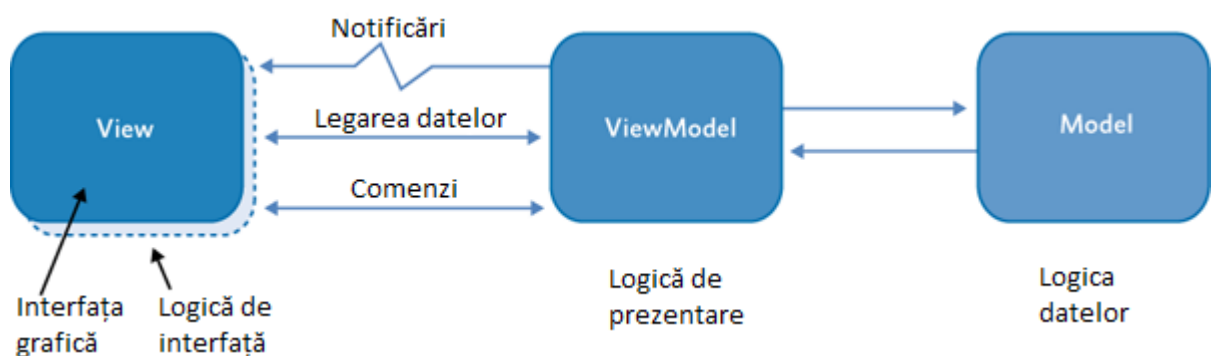 Notificări
View
Legarea datelor
ViewModel
Model
Comenzi
Interfața
grafică
Logică de
interfață
Logică de
prezentare
Logica
datelor